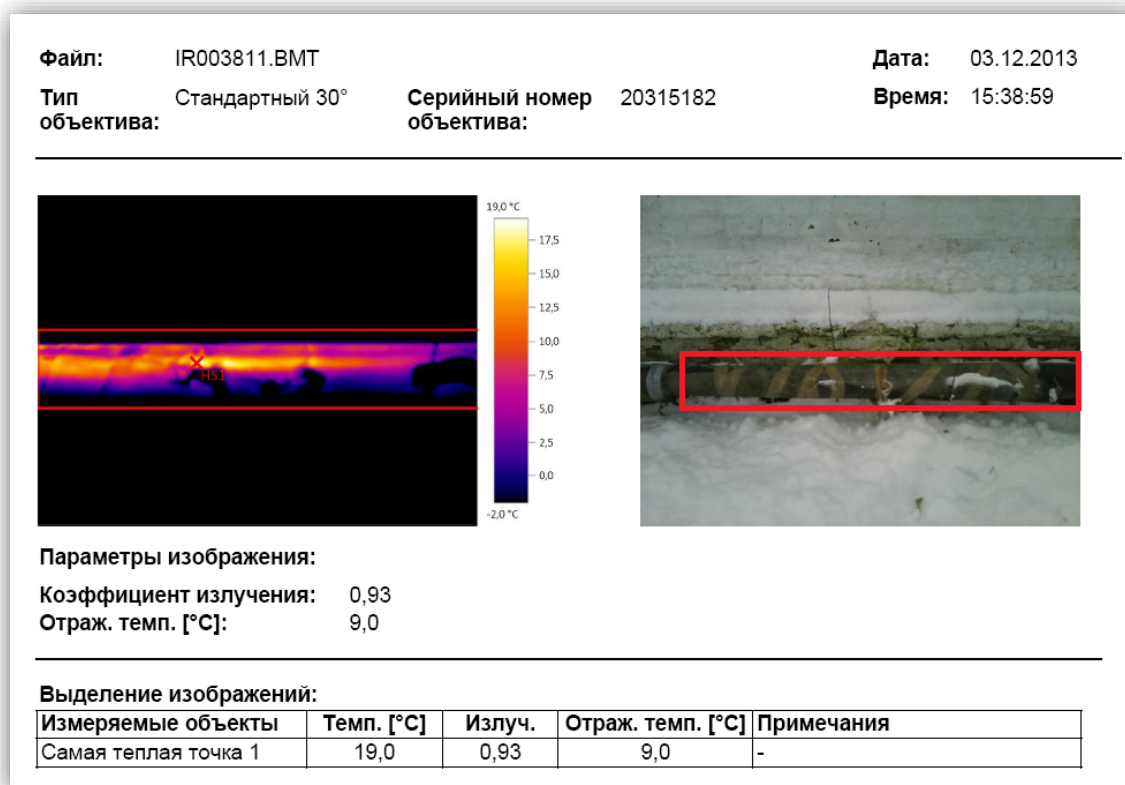 Файл: IR003811.BMT Дата: 03.12.2013
Тип объектива: Стандартный 30° Серийный номер объектива: 20315182 Время: 15:38:59
19,0 °C
17,5
15,0
12,5
10,0
7,5
5,0
2,5
0,0
-2,0 °C
HS1
Параметры изображения:
Коэффициент излучения: 0,93
Отраж. темп. [°C]: 9,0
Выделение изображений:
Измеряемые объекты Темп. [°C] Излуч. Отраж. темп. [°C] Примечания
Самая теплая точка 1 19,0 0,93 9,0 -